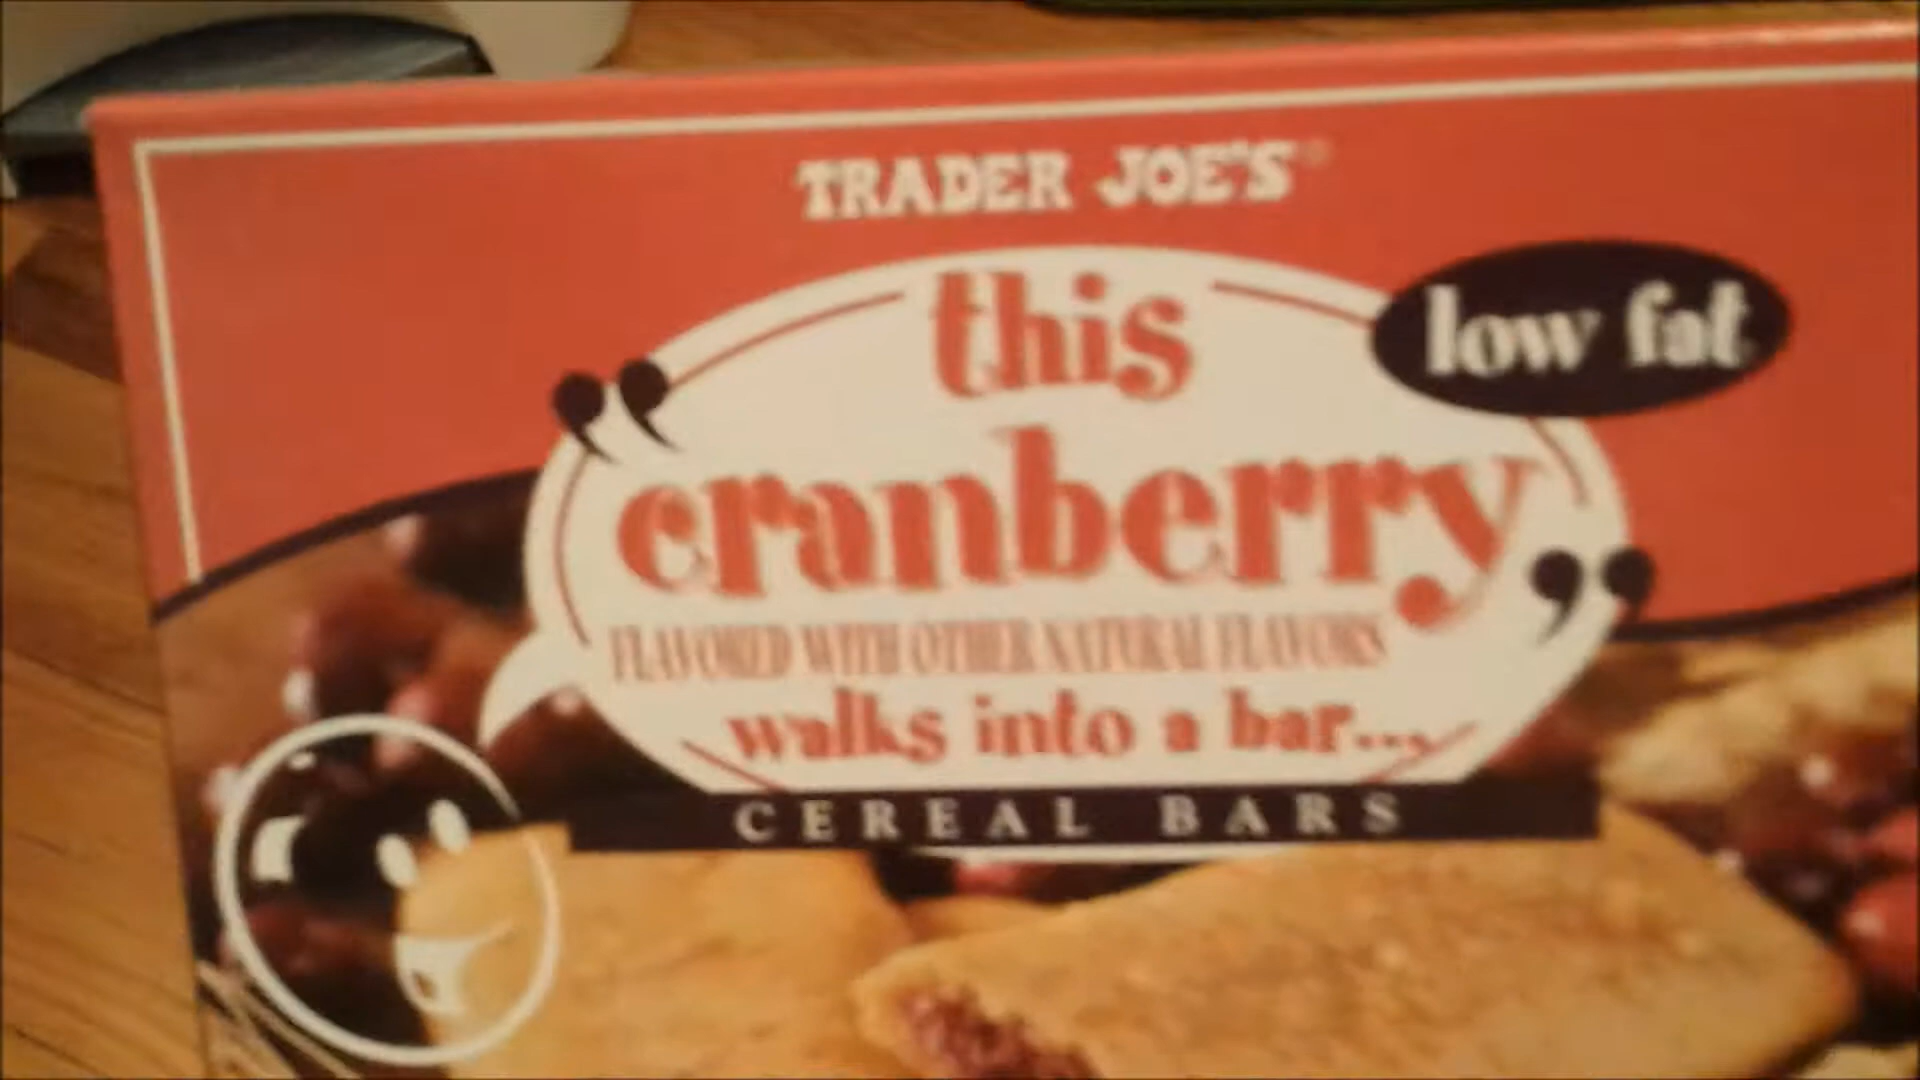 TRADER JOE'S
low fat
"this
cranberry"
FLAVORED WITH OTHER NATURAL FLAVORS
walks into a bar...
CEREAL BARS